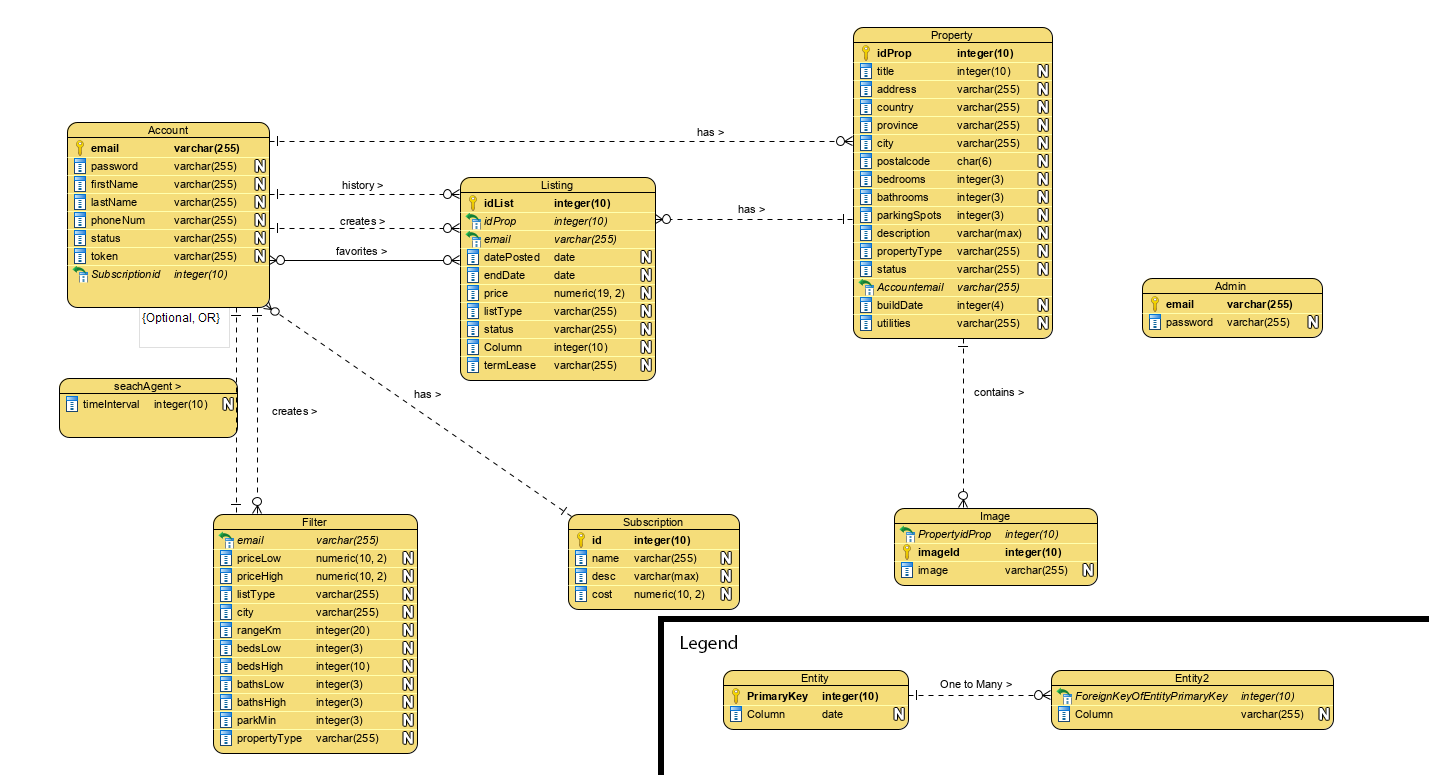 Property
idProp integer(10)
title integer(10) N
address varchar(255) N
country varchar(255) N
province varchar(255) N
city varchar(255) N
postalcode char(6) N
bedrooms integer(3) N
bathrooms integer(3) N
parkingSpots integer(3) N
description varchar(max) N
propertyType varchar(255) N
status varchar(255) N
Accountemail varchar(255)
buildDate integer(4) N
utilities varchar(255) N
has >
Account
email varchar(255)
password varchar(255) N
firstName varchar(255) N
lastName varchar(255) N
phoneNum varchar(255) N
status varchar(255) N
token varchar(255) N
Subscriptionid integer(10)
{Optional, OR}
history >
creates >
favorites >
Listing
idList integer(10)
idProp integer(10)
email varchar(255)
datePosted date N
endDate date N
price numeric(19, 2) N
listType varchar(255) N
status varchar(255) N
Column integer(10) N
termLease varchar(255) N
has >
Admin
email varchar(255)
password varchar(255) N
seachAgent >
timeInterval integer(10) N
creates >
has >
contains >
Filter
email varchar(255)
priceLow numeric(10, 2) N
priceHigh numeric(10, 2) N
listType varchar(255) N
city varchar(255) N
rangeKm integer(20) N
bedsLow integer(3) N
bedsHigh integer(10) N
bathsLow integer(3) N
bathsHigh integer(3) N
parkMin integer(3) N
propertyType varchar(255) N
Subscription
id integer(10)
name varchar(255) N
desc varchar(max) N
cost numeric(10, 2) N
Image
PropertyidProp integer(10)
imageId integer(10)
image varchar(255) N
Legend
Entity
PrimaryKey integer(10)
Column date N
One to Many >
Entity2
ForeignKeyOfEntityPrimaryKey integer(10)
Column varchar(255) N